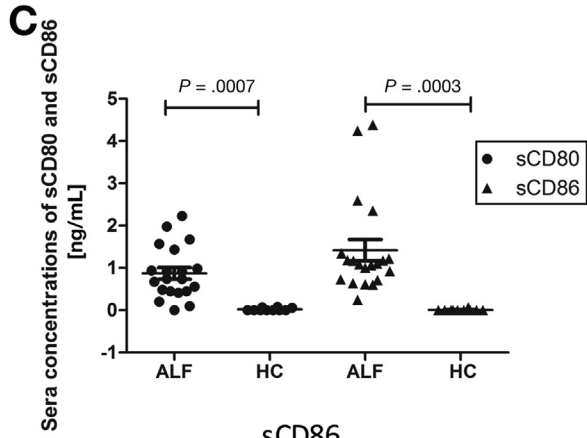 C
Sera concentrations of sCD80 and sCD86
[ng/mL]
P = .0007
P = .0003
5
4
3
2
1
0
-1
sCD80
sCD86
ALF
HC
ALF
HC
sCD86